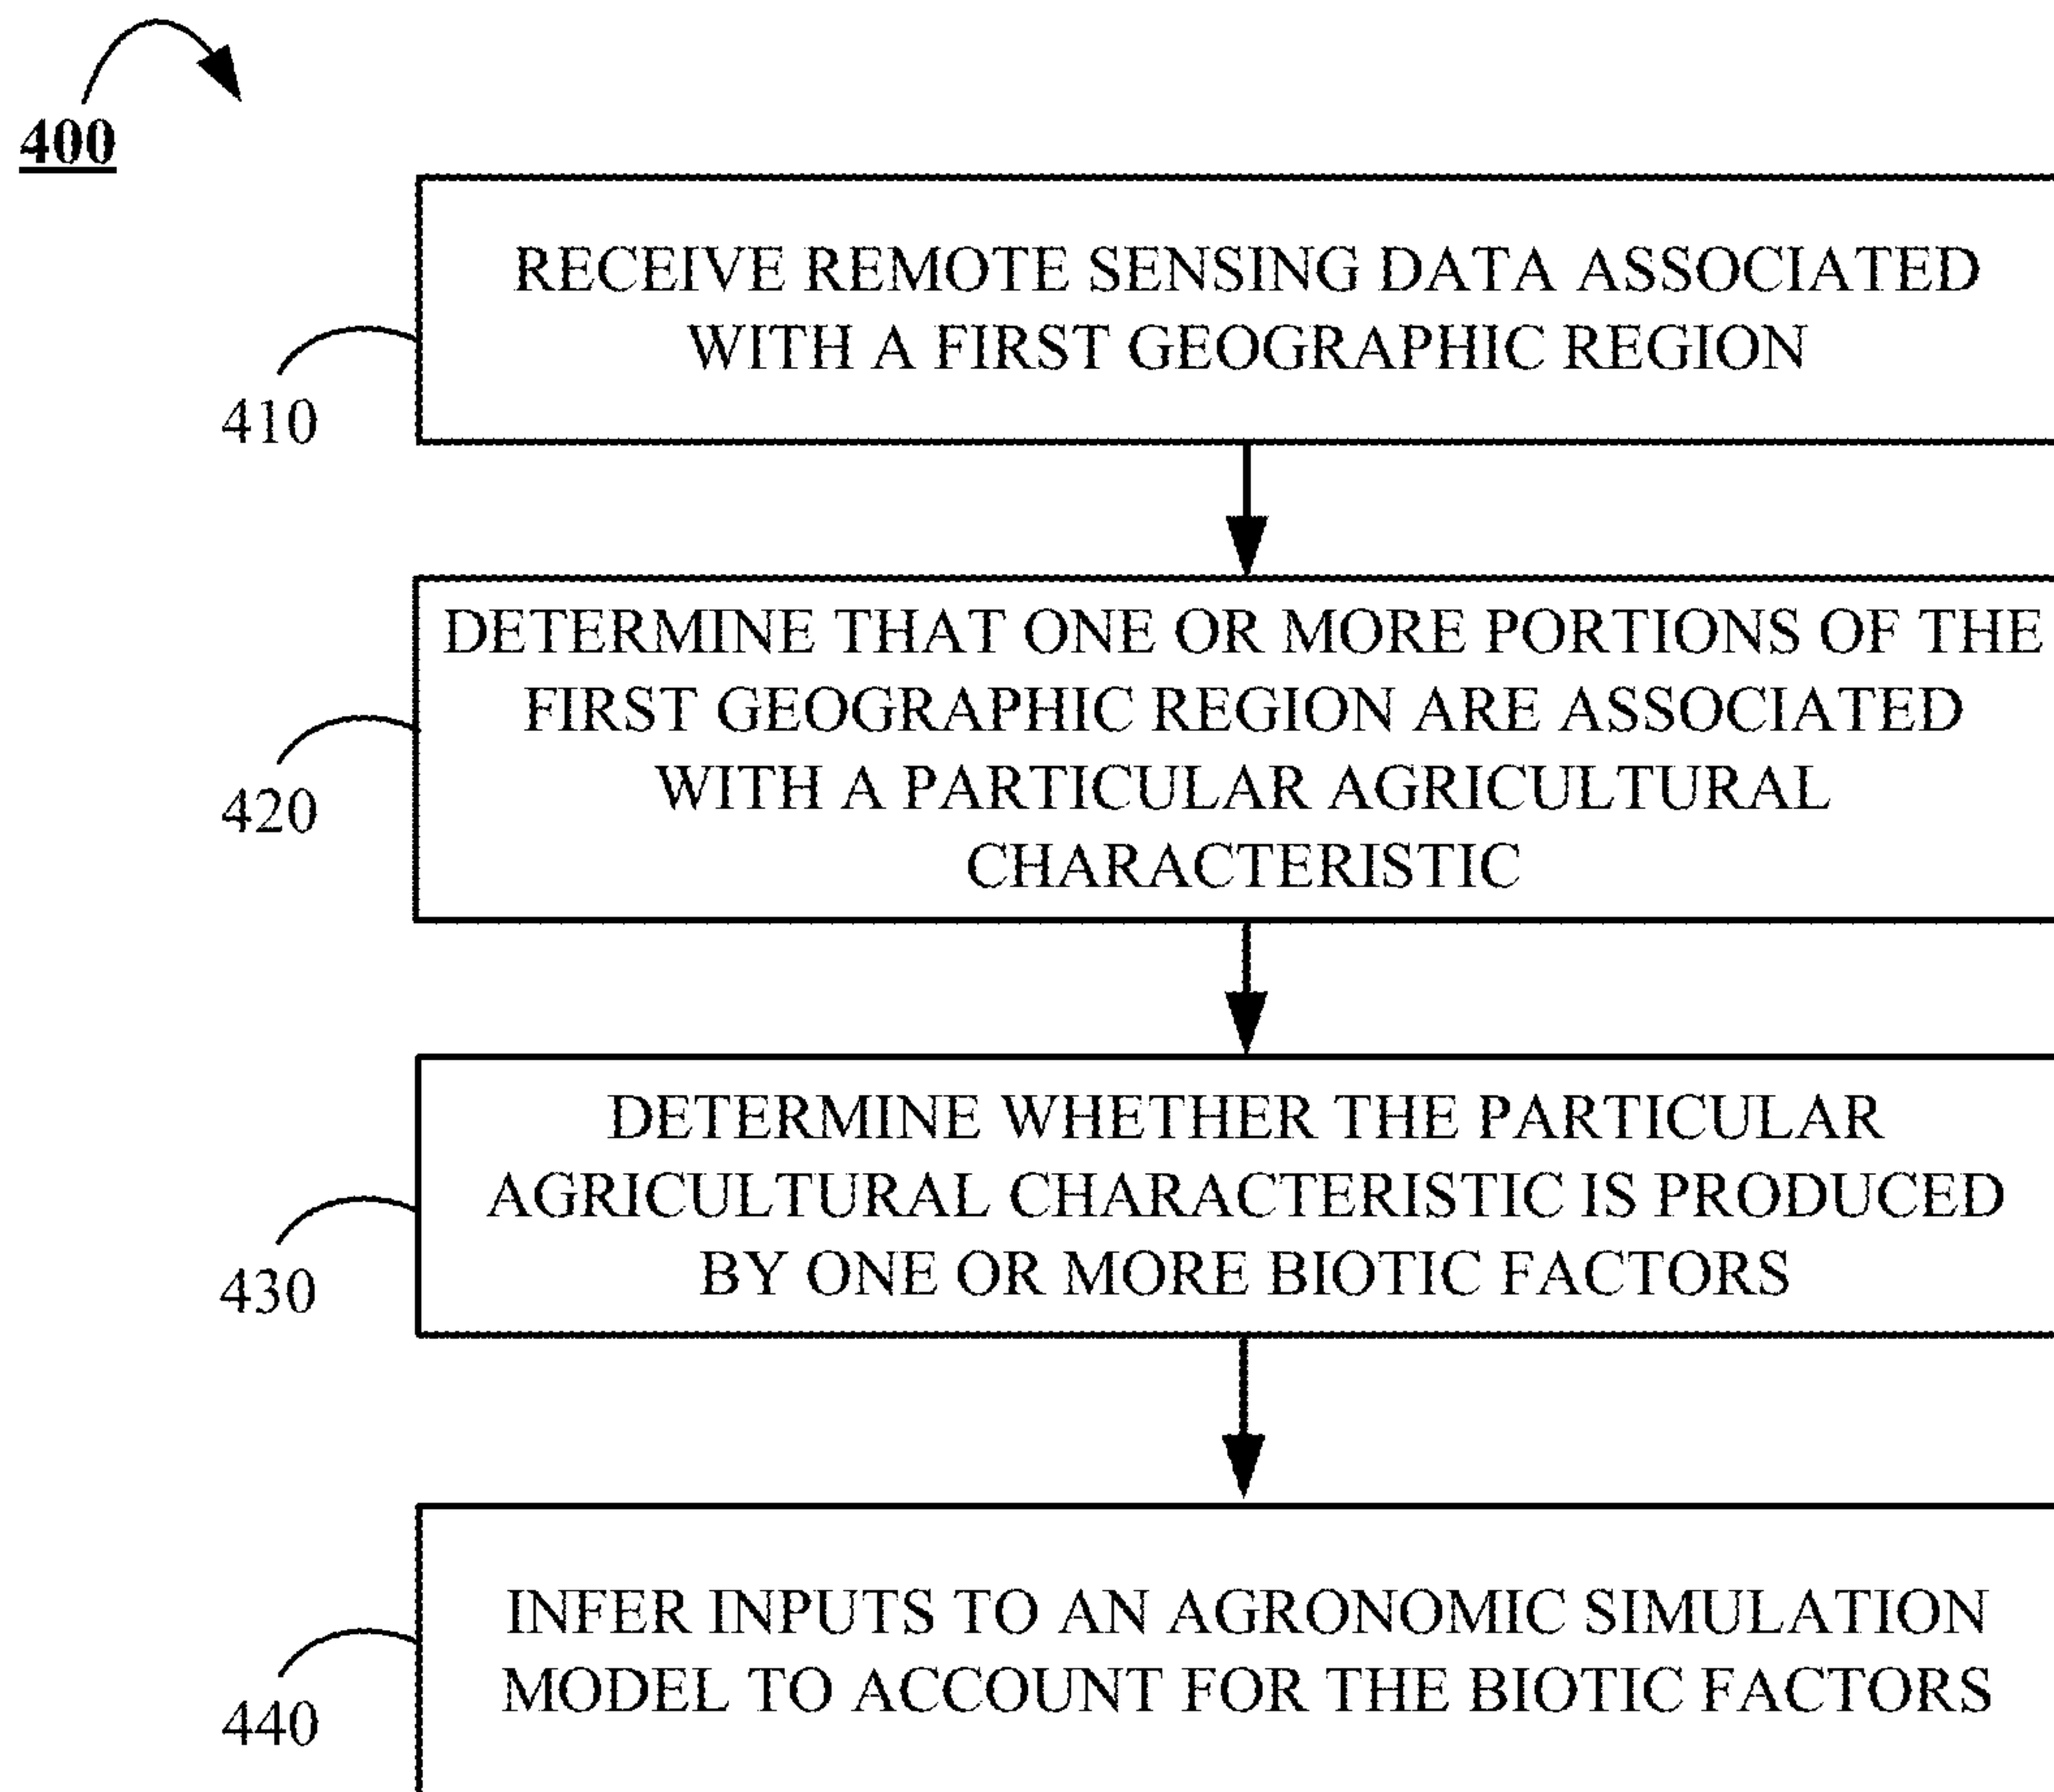 400
RECEIVE REMOTE SENSING DATA ASSOCIATED
WITH A FIRST GEOGRAPHIC REGION
410
DETERMINE THAT ONE OR MORE PORTIONS OF THE
FIRST GEOGRAPHIC REGION ARE ASSOCIATED
WITH A PARTICULAR AGRICULTURAL
CHARACTERISTIC
420
DETERMINE WHETHER THE PARTICULAR
AGRICULTURAL CHARACTERISTIC IS PRODUCED
BY ONE OR MORE BIOTIC FACTORS
430
INFER INPUTS TO AN AGRONOMIC SIMULATION
MODEL TO ACCOUNT FOR THE BIOTIC FACTORS
440